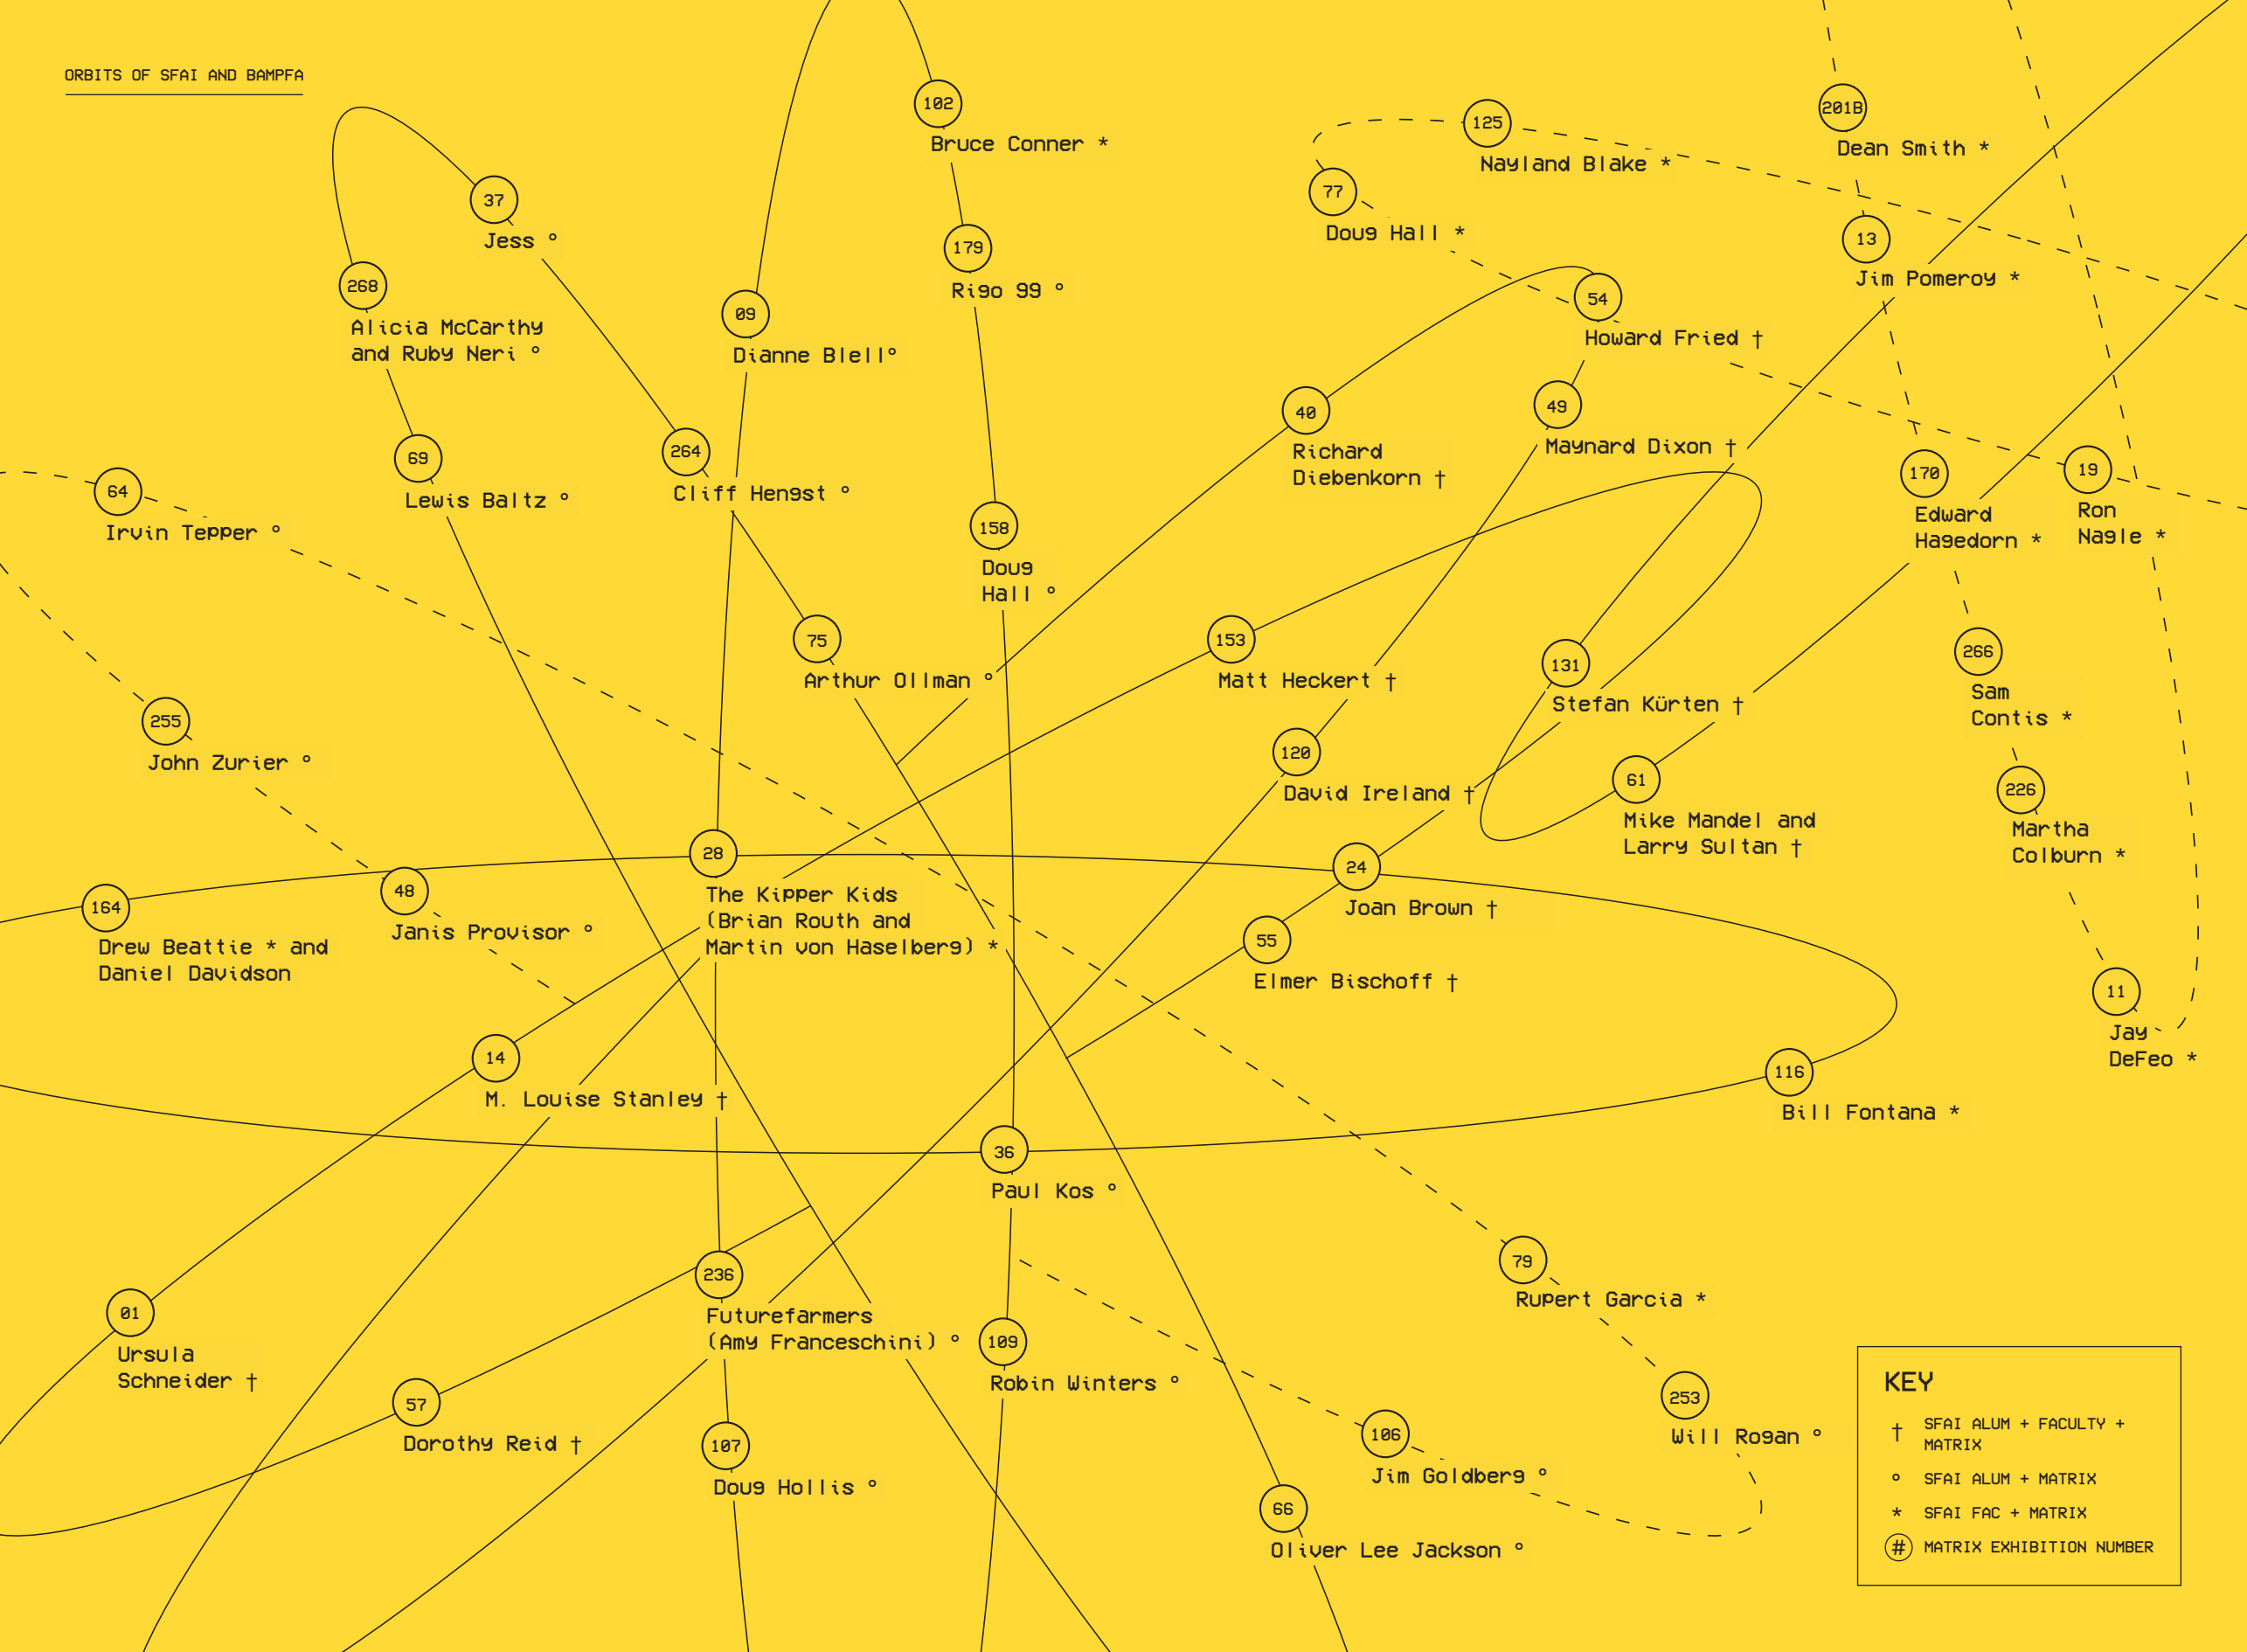 ORBITS OF SFAI AND BAMPFA
102
Bruce Conner *
201B
Dean Smith *
125
Nayland Blake *
77
Doug Hall *
37
Jess °
13
Jim Pomeroy *
179
Rigo 99 °
268
Alicia McCarthy
and Ruby Neri °
54
Howard Fried †
09
Dianne Blell°
49
Maynard Dixon †
40
Richard
Diebenkorn †
264
Cliff Hengst °
69
Lewis Baltz °
170
Edward
Hagedorn *
19
Ron
Nagle *
64
Irvin Tepper °
158
Doug
Hall °
75
Arthur Ollman °
153
Matt Heckert †
131
Stefan Kürten †
266
Sam
Contis *
255
John Zurier °
120
David Ireland †
61
Mike Mandel and
Larry Sultan †
226
Martha
Colburn *
28
The Kipper Kids
(Brian Routh and
Martin von Haselberg) *
24
Joan Brown †
48
Janis Provisor °
164
Drew Beattie * and
Daniel Davidson
55
Elmer Bischoff †
11
Jay
DeFeo *
14
M. Louise Stanley †
116
Bill Fontana *
36
Paul Kos °
79
Rupert Garcia *
236
Futurefarmers
(Amy Franceschini) °
01
Ursula
Schneider †
109
Robin Winters °
57
Dorothy Reid †
253
Will Rogan °
106
Jim Goldberg °
107
Doug Hollis °
66
Oliver Lee Jackson °
KEY
† SFAI ALUM + FACULTY +
MATRIX
° SFAI ALUM + MATRIX
* SFAI FAC + MATRIX
# MATRIX EXHIBITION NUMBER